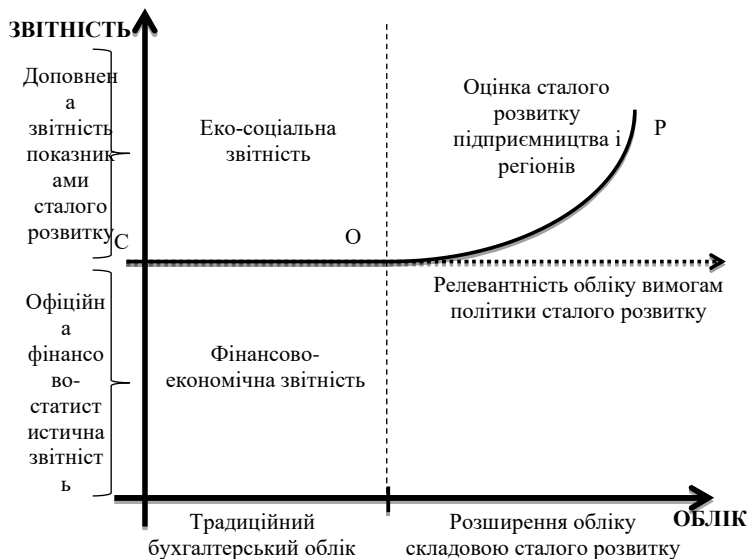 ЗВІТНІСТЬ
Доповнен
а
звітність
показник
ами
сталого
розвитку
Еко-соціальна
звітність
Оцінка сталого
розвитку
підприємництва і
регіонів
Р
С
О
Релевантність обліку вимогам
політики сталого розвитку
Офіційн
а
фінансо
во-
статист
истична
звітніст
ь
Фінансово-
економічна звітність
ОБЛІК
Традиційний
бухгалтерський облік
Розширення обліку
складовою сталого розвитку